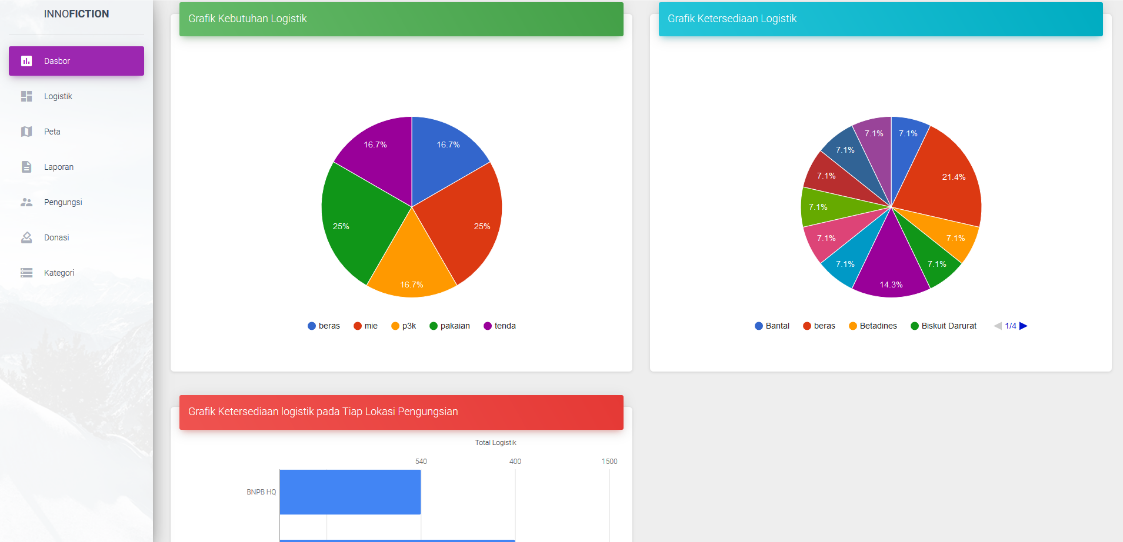 INNOFICTION
Dasbor
Logistik
Peta
Laporan
Pengungsi
Donasi
Kategori
Grafik Kebutuhan Logistik
16.7%
16.7%
25%
25%
16.7%
beras mie p3k pakaian tenda
Grafik Ketersediaan Logistik
7.1%
7.1%
7.1%
21.4%
7.1%
7.1%
7.1%
7.1%
7.1%
7.1%
14.3%
Bantal beras Betadines Biskuit Darurat 1/4
Grafik Ketersediaan logistik pada Tiap Lokasi Pengungsian
Total Logistik
540 400 1500
BNPB HQ